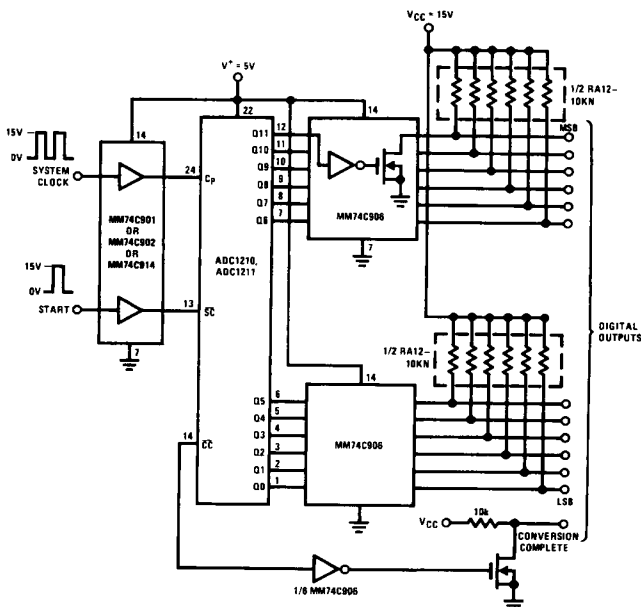 VCC = 15V
V+ = 5V
1/2 RA12-
10KN
MSB
15V
0V
SYSTEM
CLOCK
14
24
CP
22
Q11
12
Q10
11
Q9
10
Q8
9
Q7
8
Q6
7
14
MM74C906
7
MM74C901
OR
MM74C902
OR
MM74C914
ADC1210,
ADC1211
15V
0V
START
13
SC
7
DIGITAL
OUTPUTS
1/2 RA12-
10KN
14
14
CC
Q5
6
Q4
5
Q3
4
Q2
3
Q1
2
Q0
1
MM74C906
7
LSB
VCC
10k
CONVERSION
COMPLETE
1/6 MM74C906